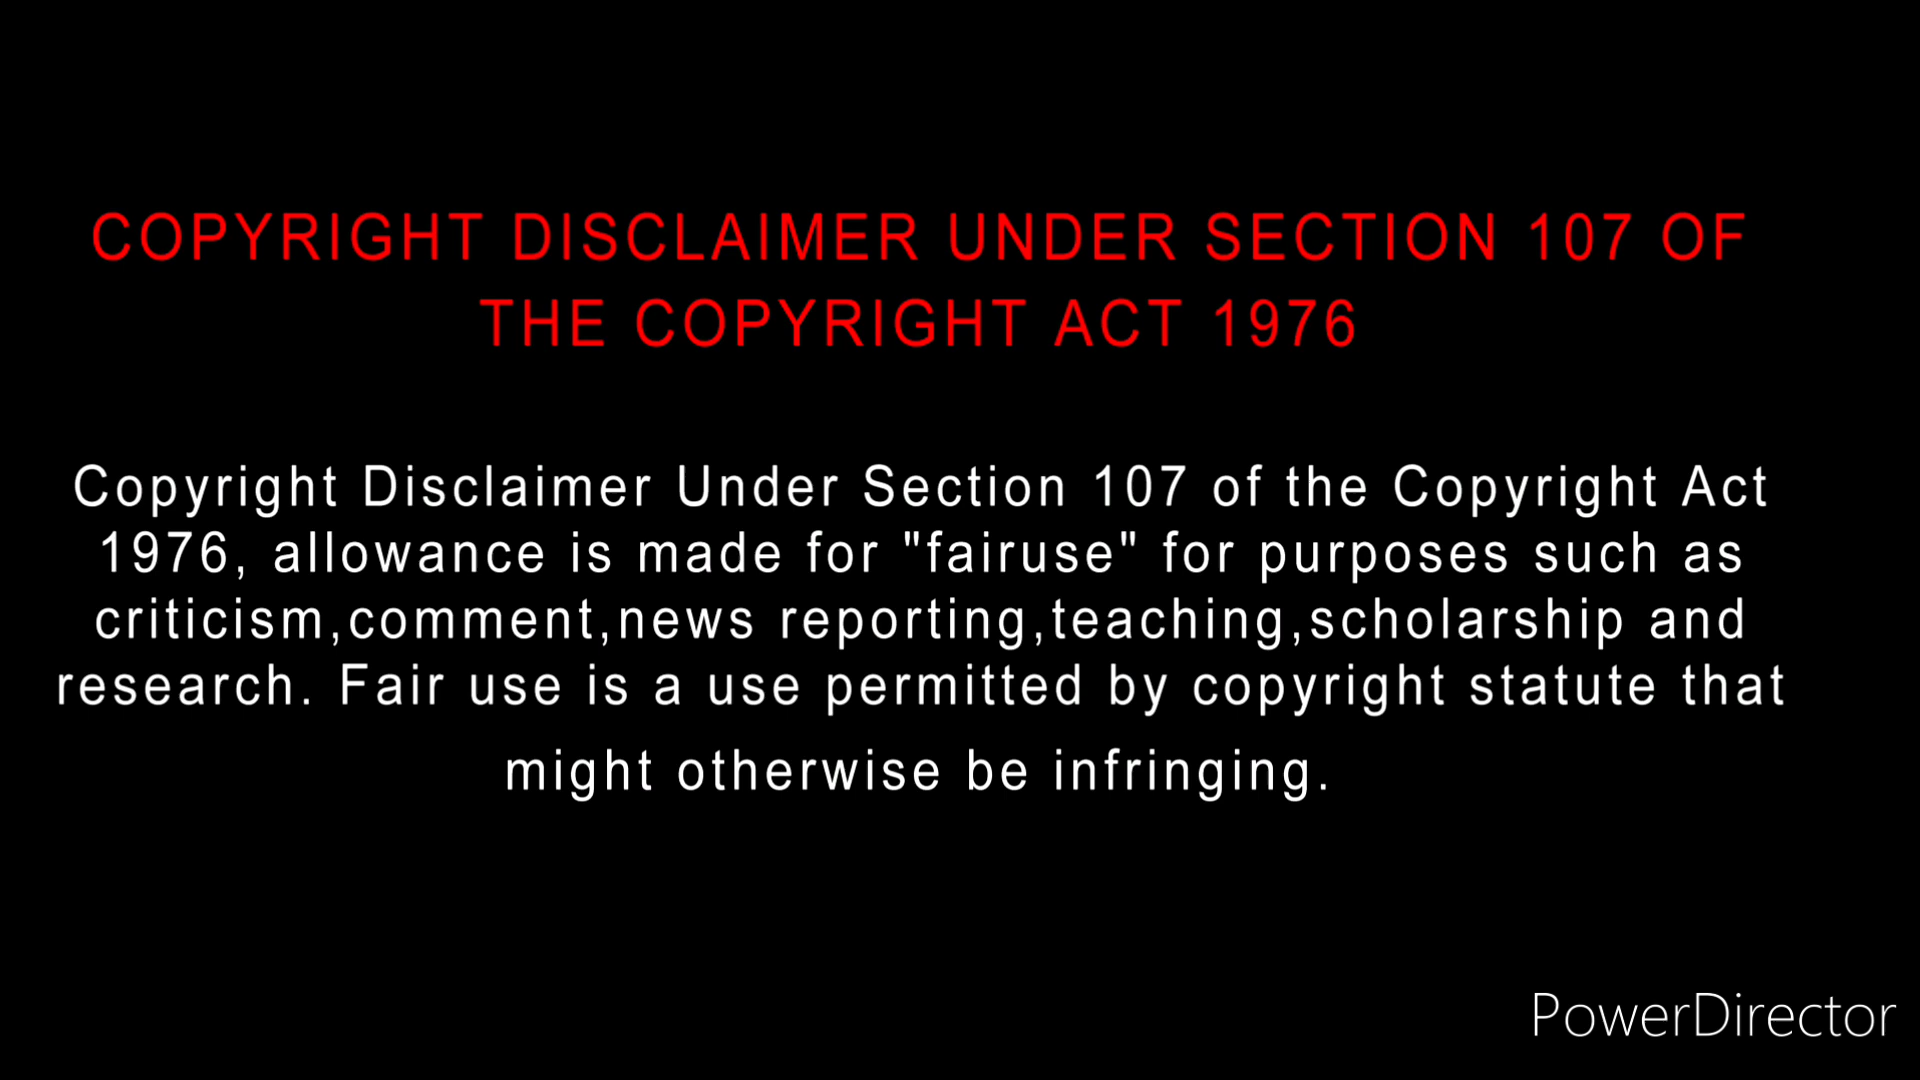 COPYRIGHT DISCLAIMER UNDER SECTION 107 OF
THE COPYRIGHT ACT 1976
Copyright Disclaimer Under Section 107 of the Copyright Act
1976, allowance is made for "fairuse" for purposes such as
criticism,comment,news reporting,teaching,scholarship and
research. Fair use is a use permitted by copyright statute that
might otherwise be infringing.
PowerDirector